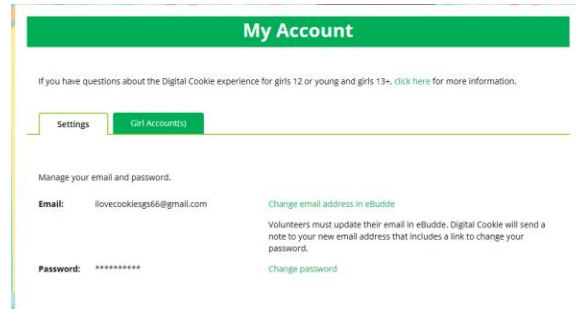 My Account
If you have questions about the Digital Cookie experience for girls 12 or young and girls 13+, click here for more information.
Settings
Girl Account(s)
Manage your email and password.
Email: ilovecookiesgs66@gmail.com Change email address in eBudde
Volunteers must update their email in eBudde. Digital Cookie will send a
note to your new email address that includes a link to change your
password.
Password: ********** Change password